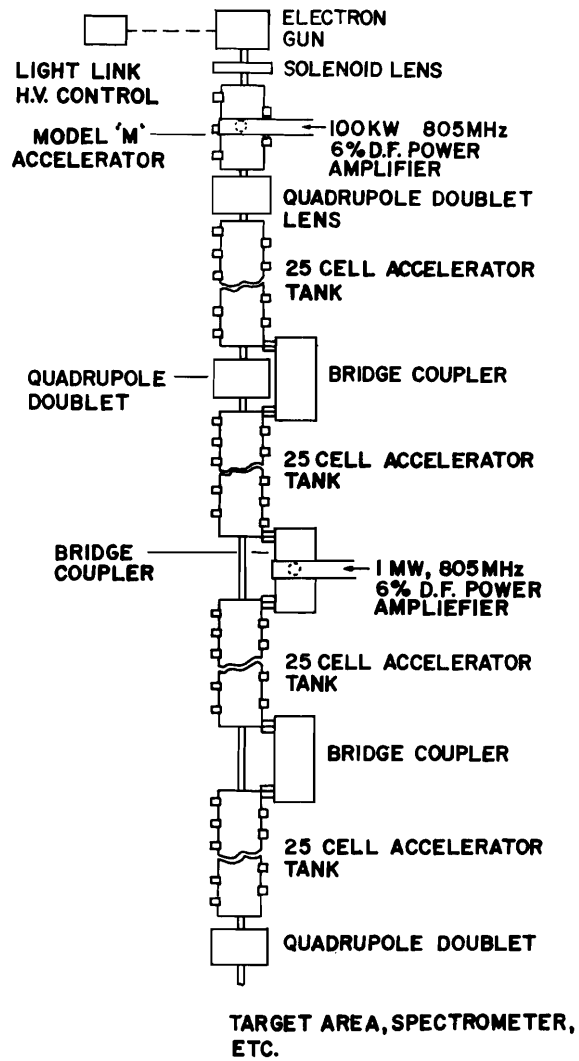 ELECTRON
GUN
LIGHT LINK
H.V. CONTROL
SOLENOID LENS
MODEL 'M'
ACCELERATOR
100KW 805MHz
6% D.F. POWER
AMPLIFIER
QUADRUPOLE DOUBLET
LENS
25 CELL ACCELERATOR
TANK
QUADRUPOLE
DOUBLET
BRIDGE COUPLER
25 CELL ACCELERATOR
TANK
BRIDGE
COUPLER
1 MW, 805MHz
6% D.F. POWER
AMPLIEFIER
25 CELL ACCELERATOR
TANK
BRIDGE COUPLER
25 CELL ACCELERATOR
TANK
QUADRUPOLE DOUBLET
TARGET AREA, SPECTROMETER,
ETC.